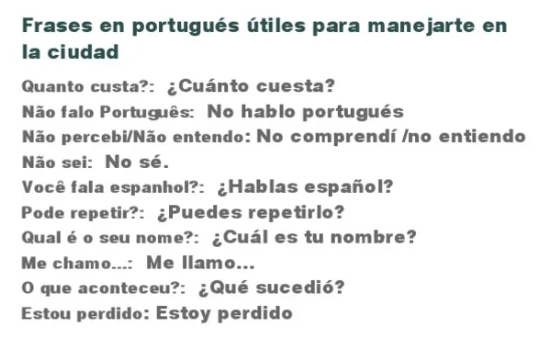 Frases en portugués útiles para manejarte en
la ciudad
Quanto custa?: ¿Cuánto cuesta?
Não falo Português: No hablo portugués
Não percebi/Não entendo: No comprendí /no entiendo
Não sei: No sé.
Você fala espanhol?: ¿Hablas español?
Pode repetir?: ¿Puedes repetirlo?
Qual é o seu nome?: ¿Cuál es tu nombre?
Me chamo...: Me llamo...
O que aconteceu?: ¿Qué sucedió?
Estou perdido: Estoy perdido